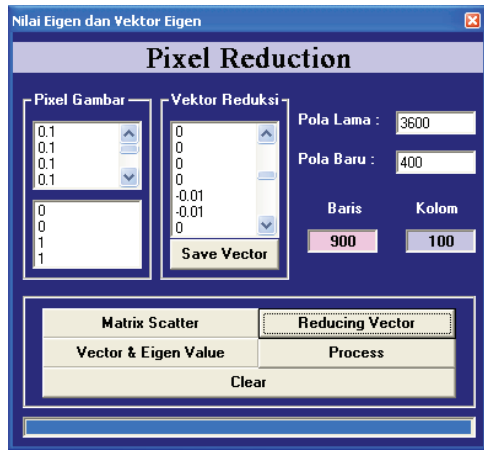 Nilai Eigen dan Vektor Eigen
Pixel Reduction
Pixel Gambar
0.1
0.1
0.1
0.1
0
0
1
1
Vektor Reduksi
0
0
0
0
-0.01
-0.01
0
Save Vector
Pola Lama : 3600
Pola Baru : 400
Baris Kolom
900 100
Matrix Scatter Reducing Vector
Vector & Eigen Value Process
Clear